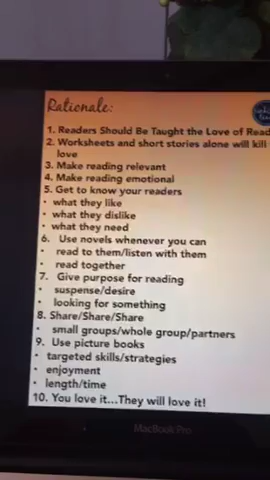 Rationale:
1. Readers Should Be Taught the Love of Read
2. Worksheets and short stories alone will kill
love
3. Make reading relevant
4. Make reading emotional
5. Get to know your readers
• what they like
• what they dislike
• what they need
6. Use novels whenever you can
• read to them/listen with them
• read together
7. Give purpose for reading
• suspense/desire
• looking for something
8. Share/Share/Share
• small groups/whole group/partners
9. Use picture books
• targeted skills/strategies
• enjoyment
• length/time
10. You love it...They will love it!
MacBook Pro